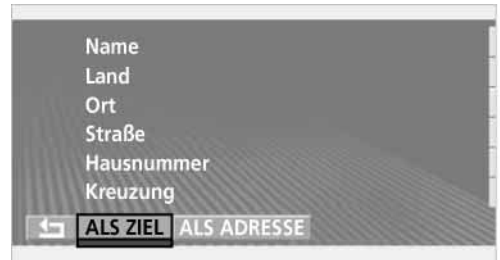 Name
Land
Ort
Straße
Hausnummer
Kreuzung
ALS ZIEL ALS ADRESSE